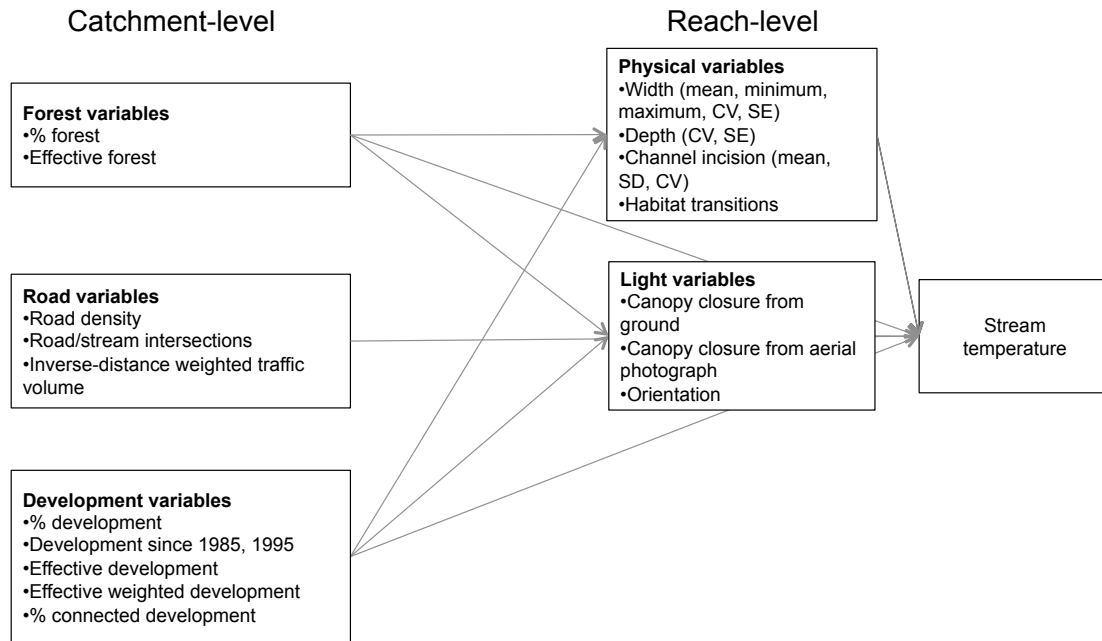 Catchment-level
Forest variables
•% forest
•Effective forest
Road variables
•Road density
•Road/stream intersections
•Inverse-distance weighted traffic
volume
Development variables
•% development
•Development since 1985, 1995
•Effective development
•Effective weighted development
•% connected development
Reach-level
Physical variables
•Width (mean, minimum,
maximum, CV, SE)
•Depth (CV, SE)
•Channel incision (mean,
SD, CV)
•Habitat transitions
Light variables
•Canopy closure from
ground
•Canopy closure from aerial
photograph
•Orientation
Stream
temperature